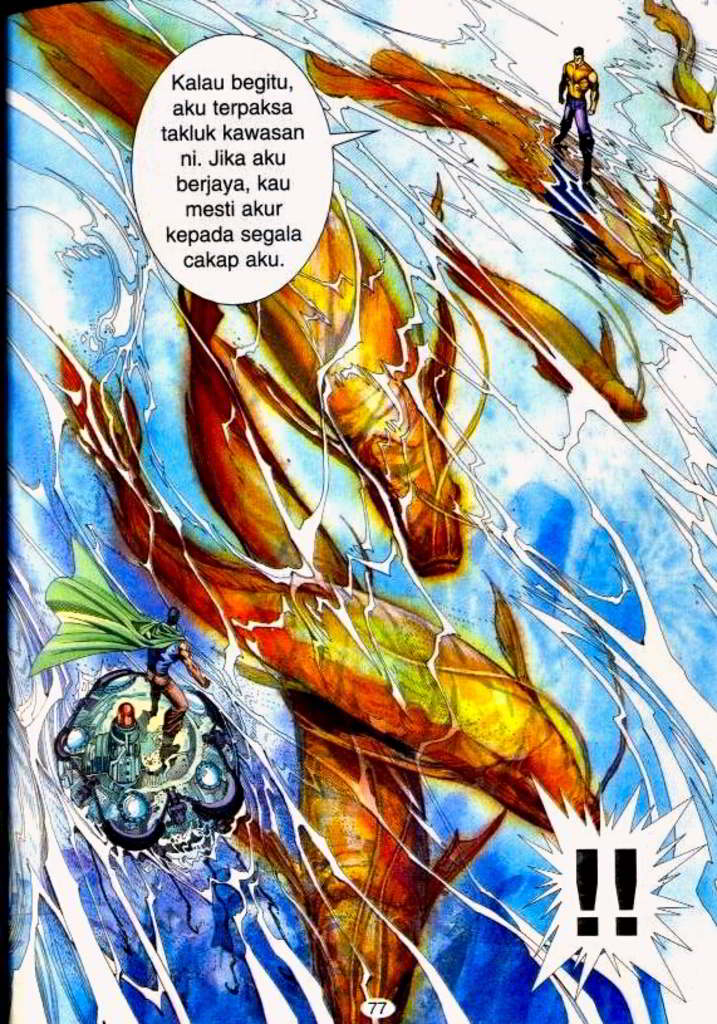 Kalau begitu,
aku terpaksa
takluk kawasan
ni. Jika aku
berjaya, kau
mesti akur
kepada segala
cakap aku.
!!
77